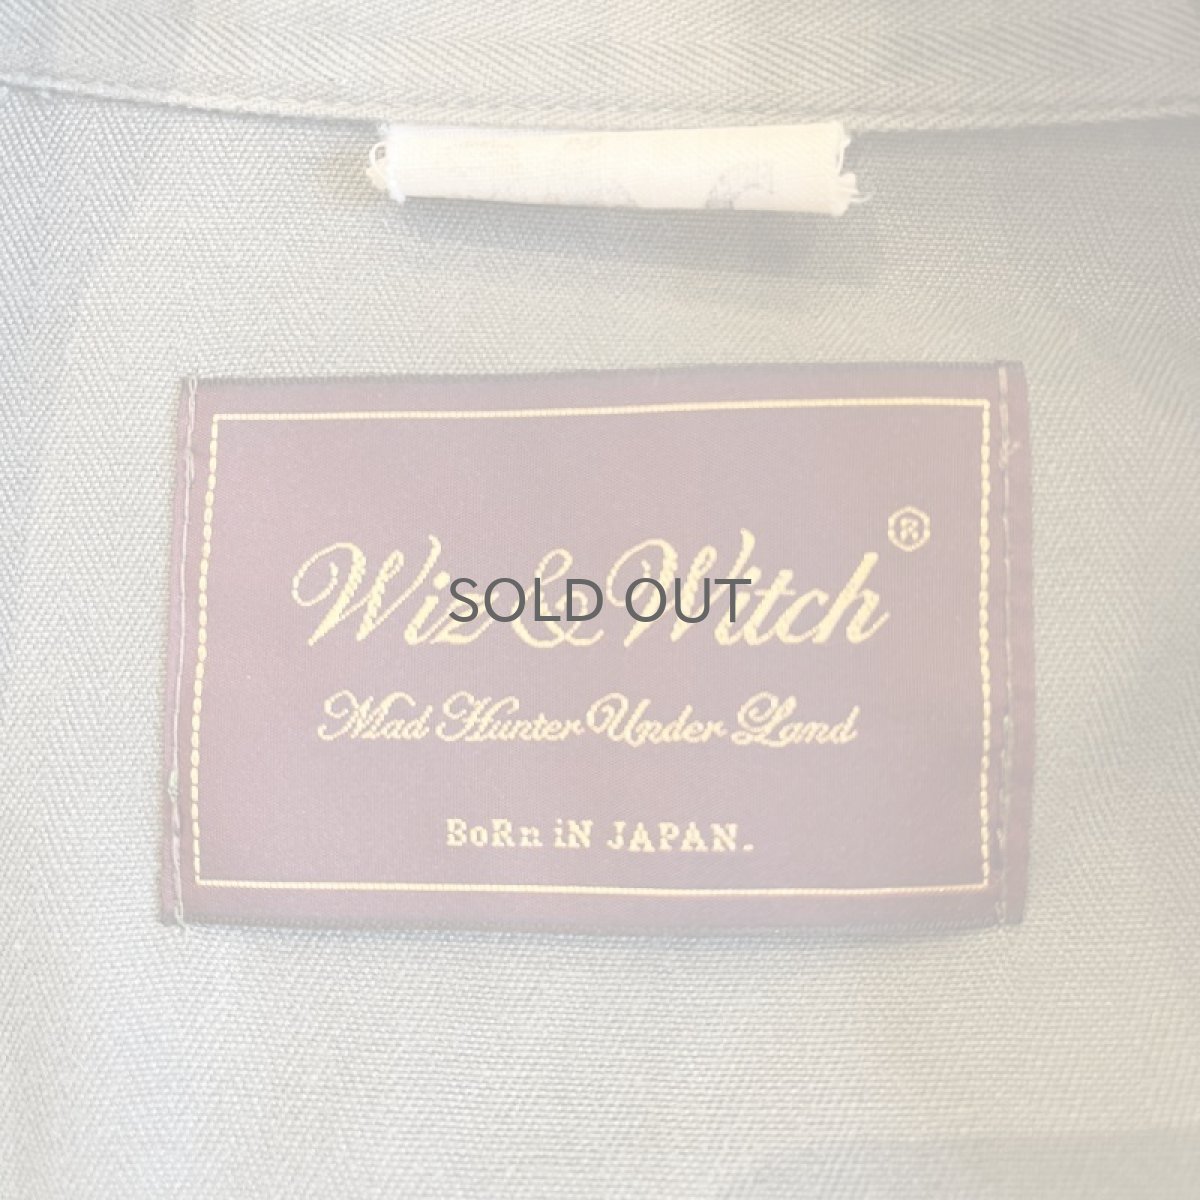 Wiz&Witch®
SOLD OUT
Mad Hunter Under Land
BoRn iN JAPAN.